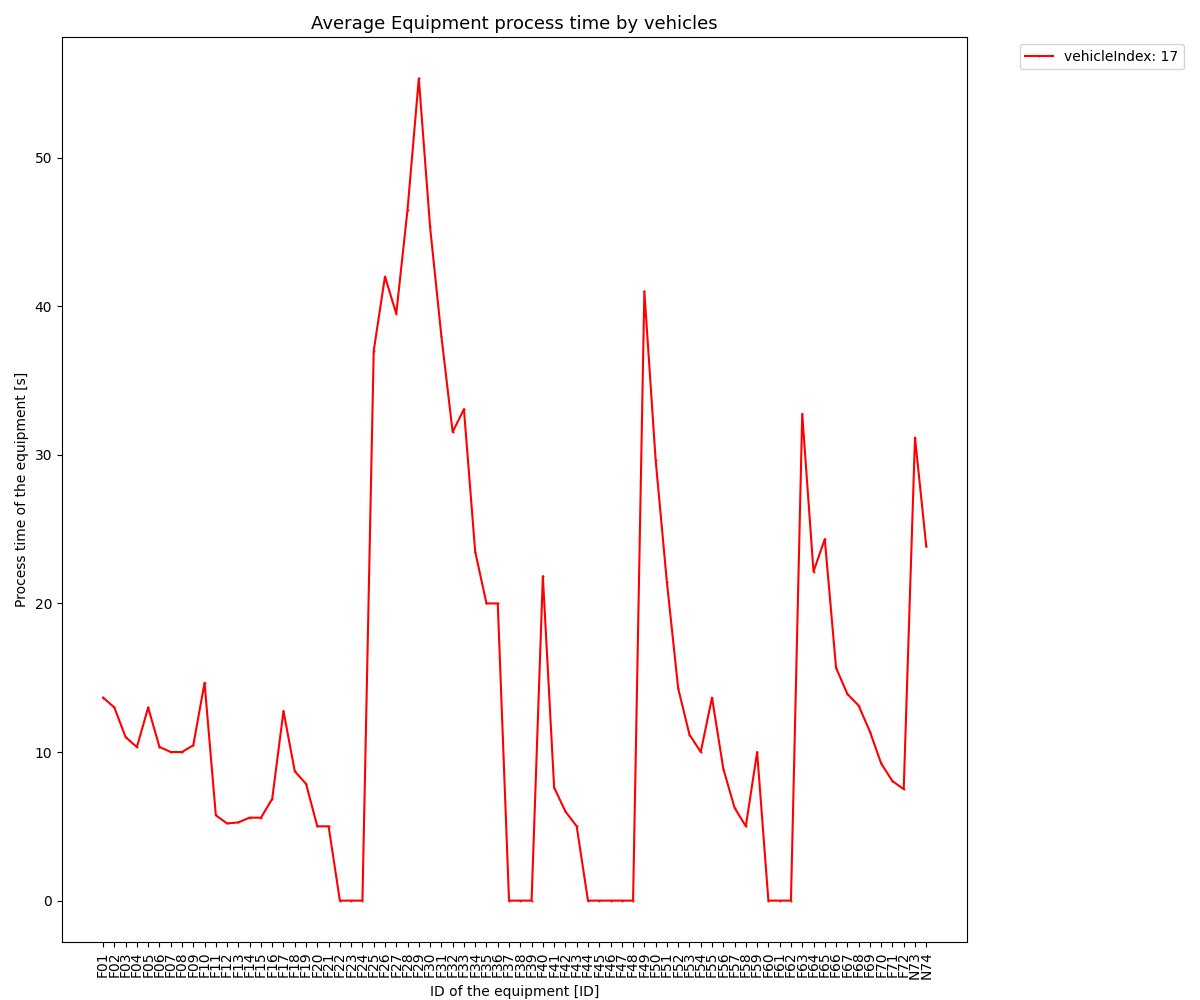 Average Equipment process time by vehicles
vehicleIndex: 17
Process time of the equipment [s]
50
40
30
20
10
0
F01 F02 F03 F04 F05 F06 F07 F08 F09 F10 F11 F12 F13 F14 F15 F16 F17 F18 F19 F20 F21 F22 F23 F24 F25 F26 F27 F28 F29 F30 F31 F32 F33 F34 F35 F36 F37 F38 F39 F40 F41 F42 F43 F44 F45 F46 F47 F48 F49 F50 F51 F52 F53 F54 F55 F56 F57 F58 F59 F60 F61 F62 F63 F64 F65 F66 F67 F68 F69 F70 F71 F72 N73 N74
ID of the equipment [ID]